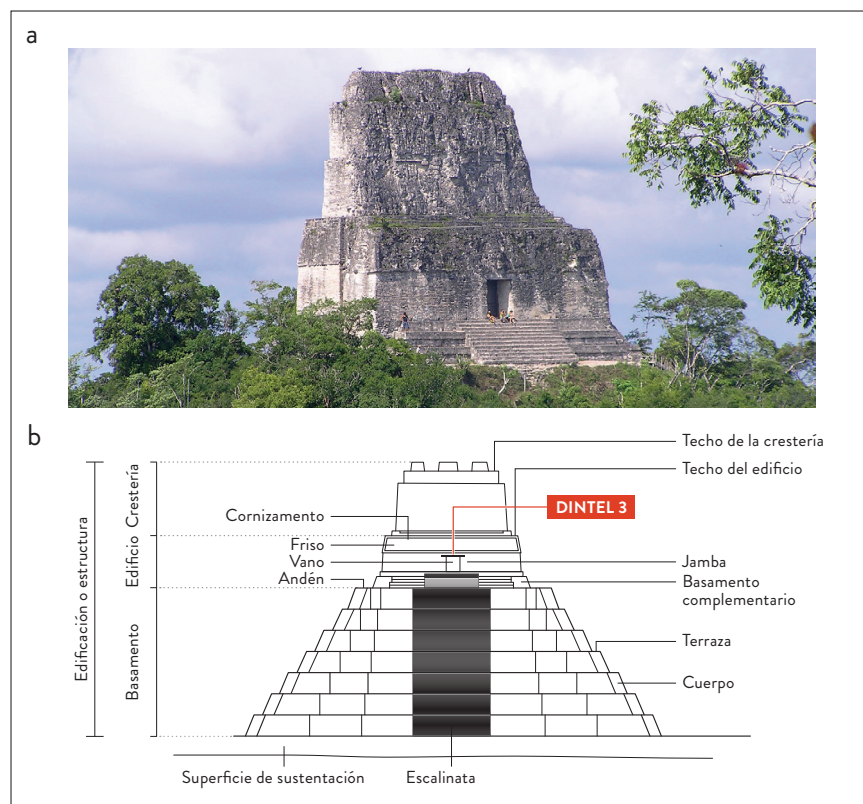 a
b
Techo de la crestería
Techo del edificio
DINTEL 3
Cornizamento
Friso
Vano
Andén
Jamba
Basamento
complementario
Terraza
Cuerpo
Edificación o estructura
Crestería
Edificio
Basamento
Superficie de sustentación
Escalinata